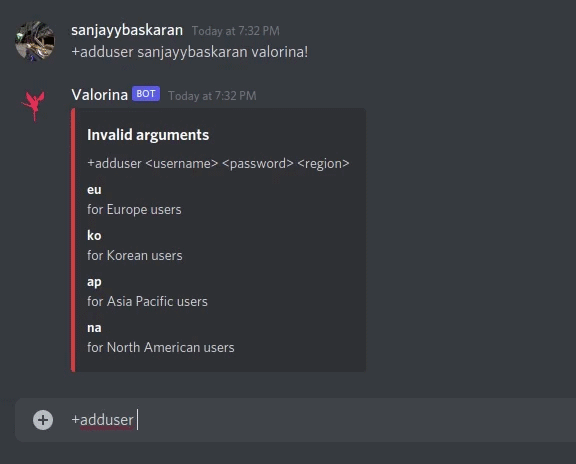 sanjayybaskaran Today at 7:32 PM
+adduser sanjayybaskaran valorina!
Valorina BOT Today at 7:32 PM
Invalid arguments
+adduser <username> <password> <region>
eu
for Europe users
ko
for Korean users
ap
for Asia Pacific users
na
for North American users
+adduser